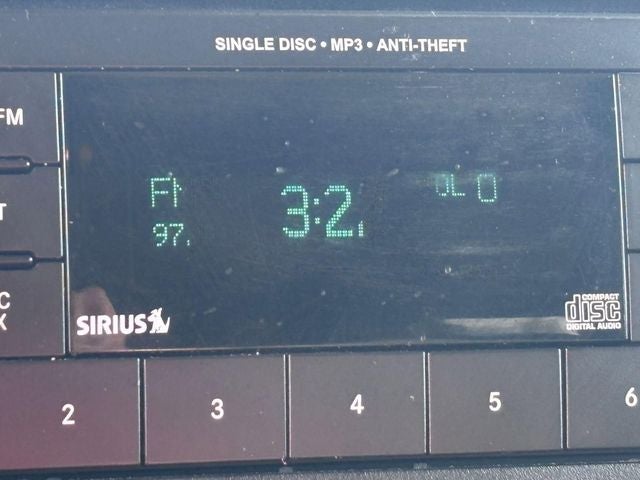 SINGLE DISC • MP3 • ANTI-THEFT
FM
97.
3:2
0
SIRIUS
COMPACT
disc
DIGITAL AUDIO
2
3
4
5
6